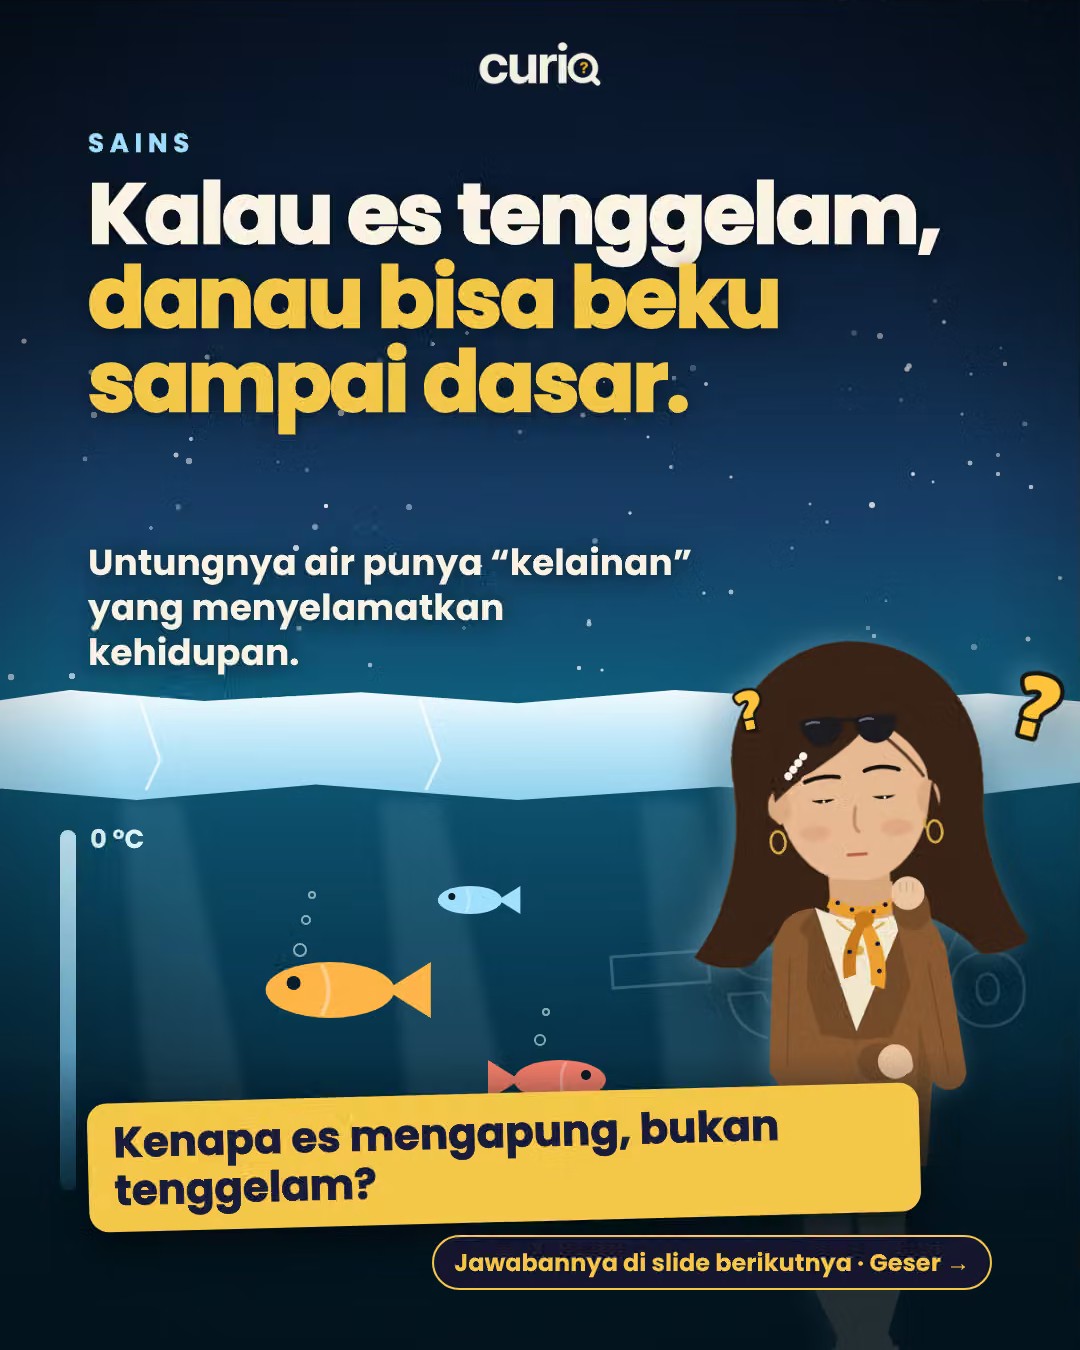 curio
SAINS
Kalau es tenggelam,
danau bisa beku
sampai dasar.
Untungnya air punya “kelainan”
yang menyelamatkan
kehidupan.
?
?
0 °C
Kenapa es mengapung, bukan
tenggelam?
Jawabannya di slide berikutnya · Geser →